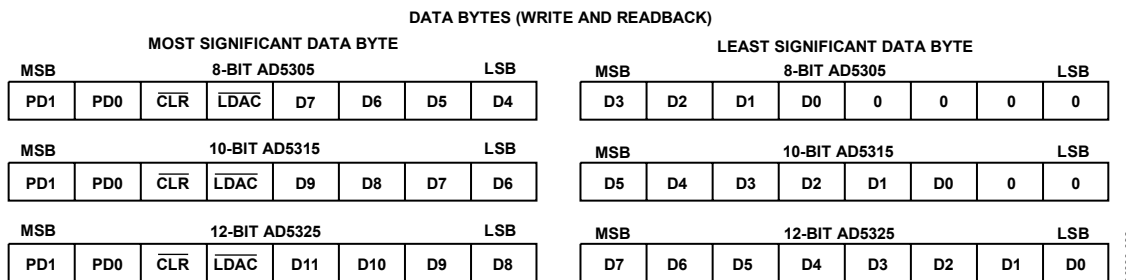 DATA BYTES (WRITE AND READBACK)
MOST SIGNIFICANT DATA BYTE
MSB 8-BIT AD5305 LSB
PD1 PD0 CLR LDAC D7 D6 D5 D4
MSB 10-BIT AD5315 LSB
PD1 PD0 CLR LDAC D9 D8 D7 D6
MSB 12-BIT AD5325 LSB
PD1 PD0 CLR LDAC D11 D10 D9 D8
LEAST SIGNIFICANT DATA BYTE
MSB 8-BIT AD5305 LSB
D3 D2 D1 D0 0 0 0 0
MSB 10-BIT AD5315 LSB
D5 D4 D3 D2 D1 D0 0 0
MSB 12-BIT AD5325 LSB
D7 D6 D5 D4 D3 D2 D1 D0